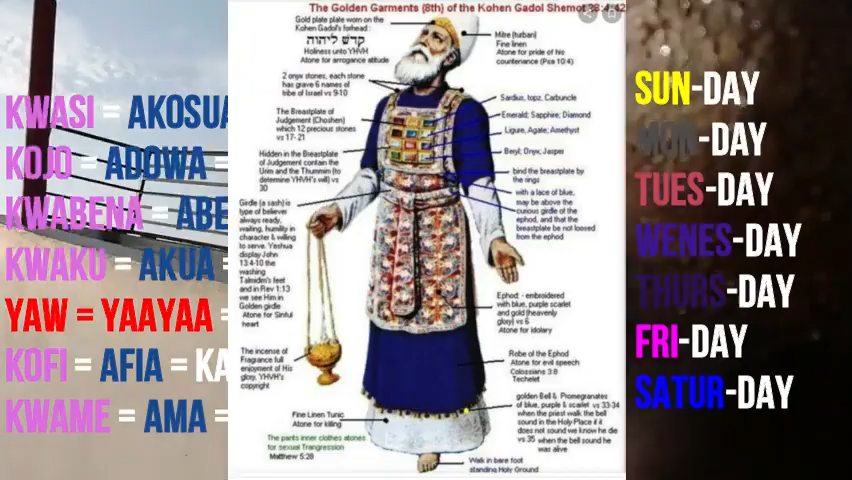 KWASI = AKOSUA
KOJO = ADOWA =
KWABENA = ABE
KWAKU = AKUA =
YAW = YAAYAA =
KOFI = AFIA = KA
KWAME = AMA =
The Golden Garments {8th} of the Kohen Gadol Shemot 38:4,42
Gold plate plate worn on the
Kohen Gadol's forhead :
קדש ליהוה
Holiness unto YHVH
Atone for arrogance attitude
2 onyx stones, each stone
has grave 6 names of
tribe of Israel vs 9-10
The Breastplate of
Judgement (Choshen)
which 12 precious stones
vs 17- 21
Hidden in the Breastplate
of Judgement contain the
Urim and the Thummim (to
determine YHVH's will) vs
30
Girdle (a sash) is
type of believer
always ready,
waiting, humility in
character & willing
to serve. Yeshua
display John
13:4-10 the
washing
Talmidim's feet
and in Rev 1:13
we see Him in
Golden girdle
Atone for Sinful
heart
The incense of
Fragrance full
enjoyment of His
glory. YHVH's
copyright
Fine Linen Tunic
Atone for killing
The pants inner clothes atones
for sexual Trangression
Matthew 5:28
Mitre (turban)
Fine linen
Atone for pride of his
countenance (Psa 10:4)
Sardius, topz, Carbuncle
Emerald; Sapphire; Diamond
Ligure, Agate; Amethyst
Beryl; Onyx; Jasper
bind the breastplate by
the rings
with a lace of blue,
may be above the
curious girdle of the
ephod, and that the
breastplate be not loosed
from the ephod
Ephod - embroidered
with blue, purple scarlet
and gold (heavenly
glory) vs 6
Atone for idolary
Robe of the Ephod
Atone for evil speech
Colossians 3:8
Techelet
golden Bell & Pomegranates
of blue, purple & scarlet vs 33-34
when the priest walk the bell
sound in the Holy Place if it
does not sound we know he die
vs 35 when the bell sound he
was alive
Walk in bare foot
standing Holy Ground
SUN-DAY
MON-DAY
TUES-DAY
WENES-DAY
THURS-DAY
FRI-DAY
SATUR-DAY